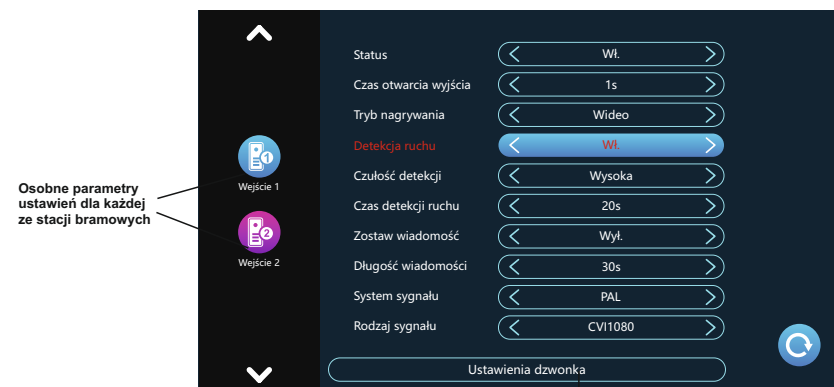 Osobne parametry
ustawień dla każdej
ze stacji bramowych
1
Wejście 1
2
Wejście 2
Status Wł.
Czas otwarcia wyjścia 1s
Tryb nagrywania Wideo
Detekcja ruchu Wł.
Czułość detekcji Wysoka
Czas detekcji ruchu 20s
Zostaw wiadomość Wył.
Długość wiadomości 30s
System sygnału PAL
Rodzaj sygnału CVI1080
Ustawienia dzwonka